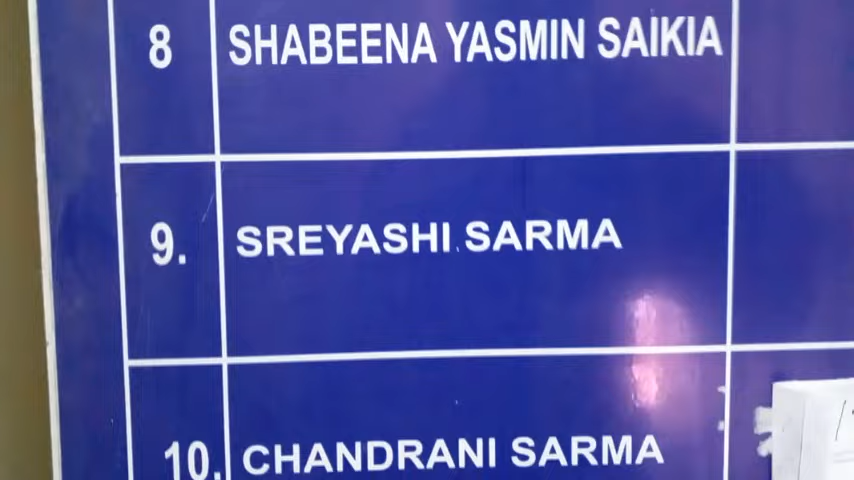 8 SHABEENA YASMIN SAIKIA
9. SREYASHI SARMA
10. CHANDRANI SARMA